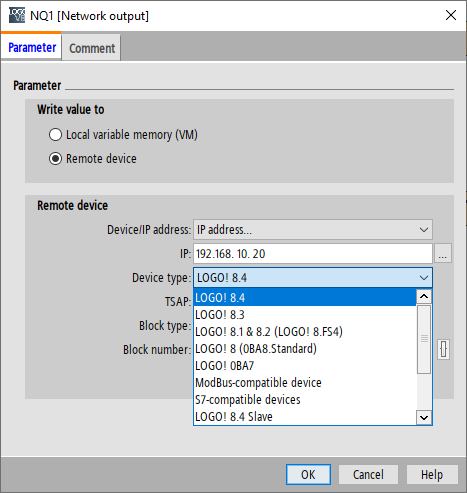 NQ1 [Network output]
Parameter
Comment
Parameter
Write value to
Local variable memory (VM)
Remote device
Remote device
Device/IP address: IP address...
IP: 192.168. 10. 20 ...
Device type: LOGO! 8.4
TSAP: LOGO! 8.4
LOGO! 8.3
Block type: LOGO! 8.1 & 8.2 (LOGO! 8.FS4)
Block number: LOGO! 8 (0BA8.Standard)
LOGO! 0BA7
ModBus-compatible device
S7-compatible devices
LOGO! 8.4 Slave
OK
Cancel
Help